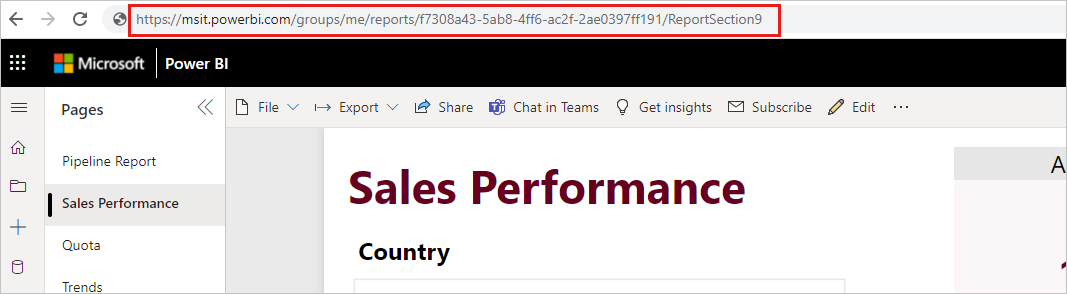 https://msit.powerbi.com/groups/me/reports/f7308a43-5ab8-4ff6-ac2f-2ae0397ff191/ReportSection9
Microsoft Power BI
Pages File Export Share Chat in Teams Get insights Subscribe Edit ...
Pipeline Report
Sales Performance
Quota
Trends
Sales Performance
Country
A